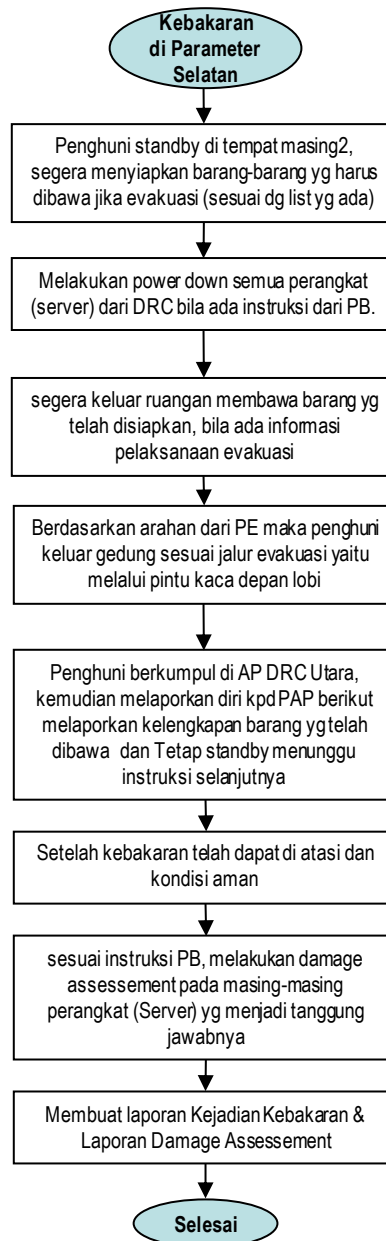 Kebakaran
di Parameter
Selatan
Penghuni standby di tempat masing2,
segera menyiapkan barang-barang yg harus
dibawa jika evakuasi (sesuai dg list yg ada)
Melakukan power down semua perangkat
(server) dari DRC bila ada instruksi dari PB.
segera keluar ruangan membawa barang yg
telah disiapkan, bila ada informasi
pelaksanaan evakuasi
Berdasarkan arahan dari PE maka penghuni
keluar gedung sesuai jalur evakuasi yaitu
melalui pintu kaca depan lobi
Penghuni berkumpul di AP DRC Utara,
kemudian melaporkan diri kpd PAP berikut
melaporkan kelengkapan barang yg telah
dibawa dan Tetap standby menunggu
instruksi selanjutnya
Setelah kebakaran telah dapat di atasi dan
kondisi aman
sesuai instruksi PB, melakukan damage
assessement pada masing-masing
perangkat (Server) yg menjadi tanggung
jawabnya
Membuat laporan Kejadian Kebakaran &
Laporan Damage Assessement
Selesai